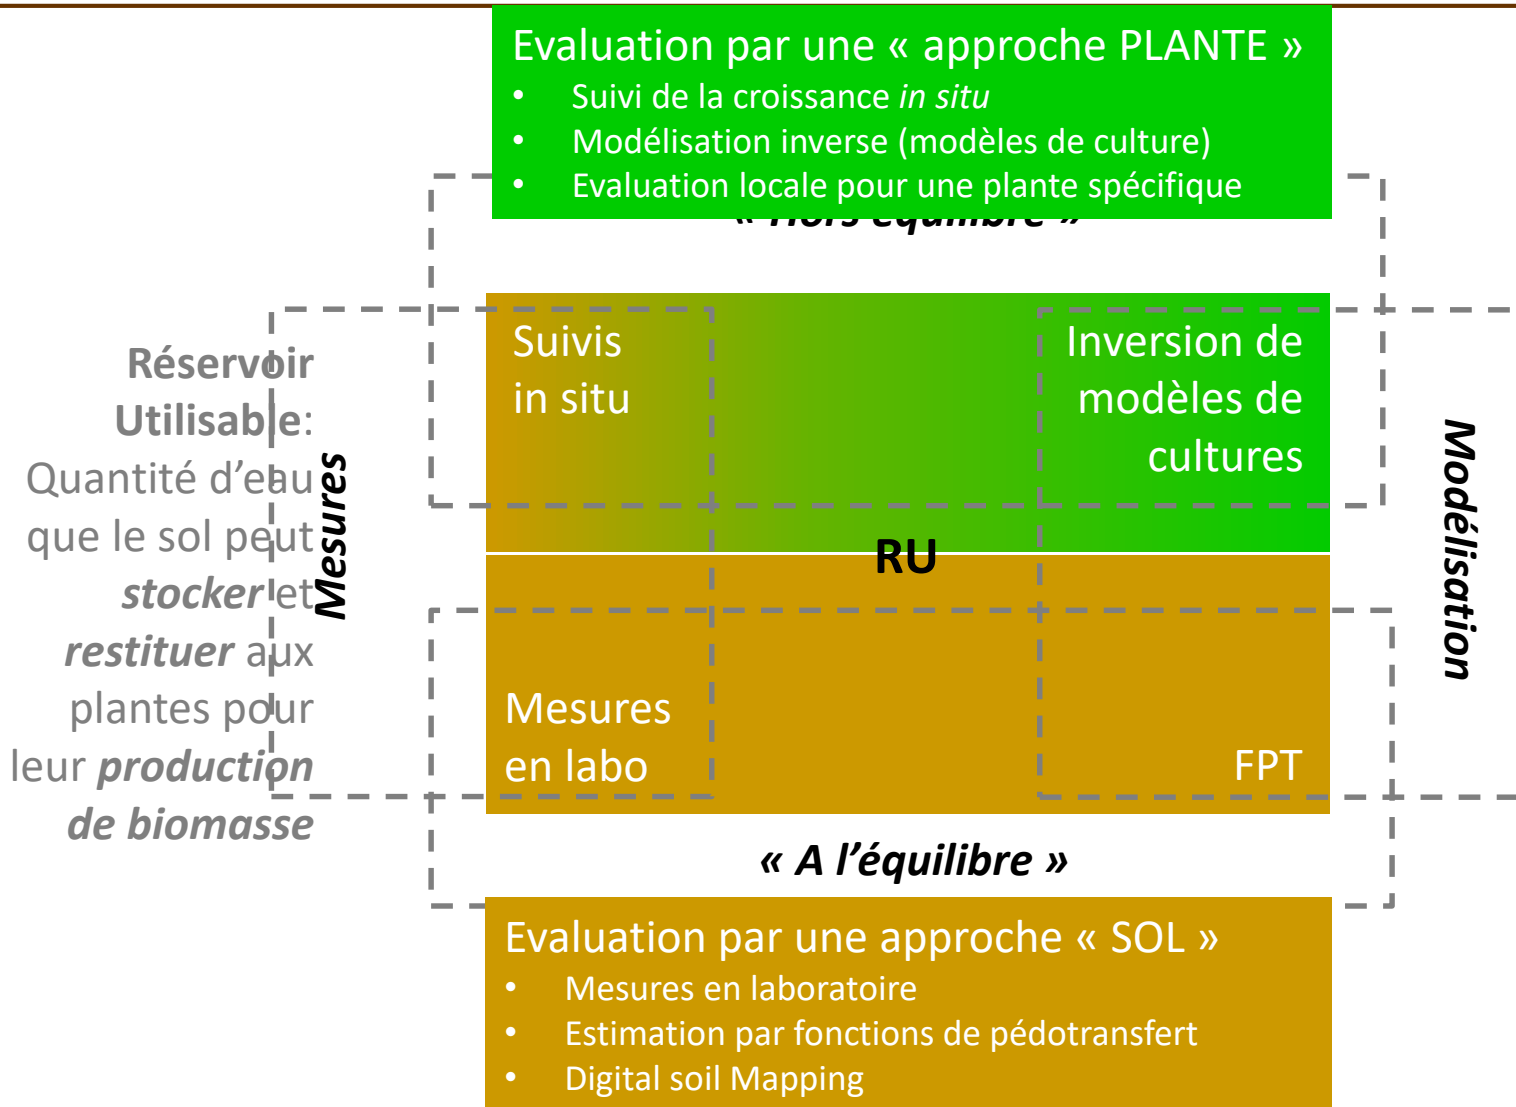 Evaluation par une « approche PLANTE »
• Suivi de la croissance in situ
• Modélisation inverse (modèles de culture)
• Evaluation locale pour une plante spécifique
« Hors équilibre »
Suivis
in situ
Inversion de
modèles de
cultures
Réservoir
Utilisable:
Quantité d’eau
que le sol peut
stocker et
restituer aux
plantes pour
leur production
de biomasse
Mesures
Modélisation
RU
Mesures
en labo
FPT
« A l’équilibre »
Evaluation par une approche « SOL »
• Mesures en laboratoire
• Estimation par fonctions de pédotransfert
• Digital soil Mapping